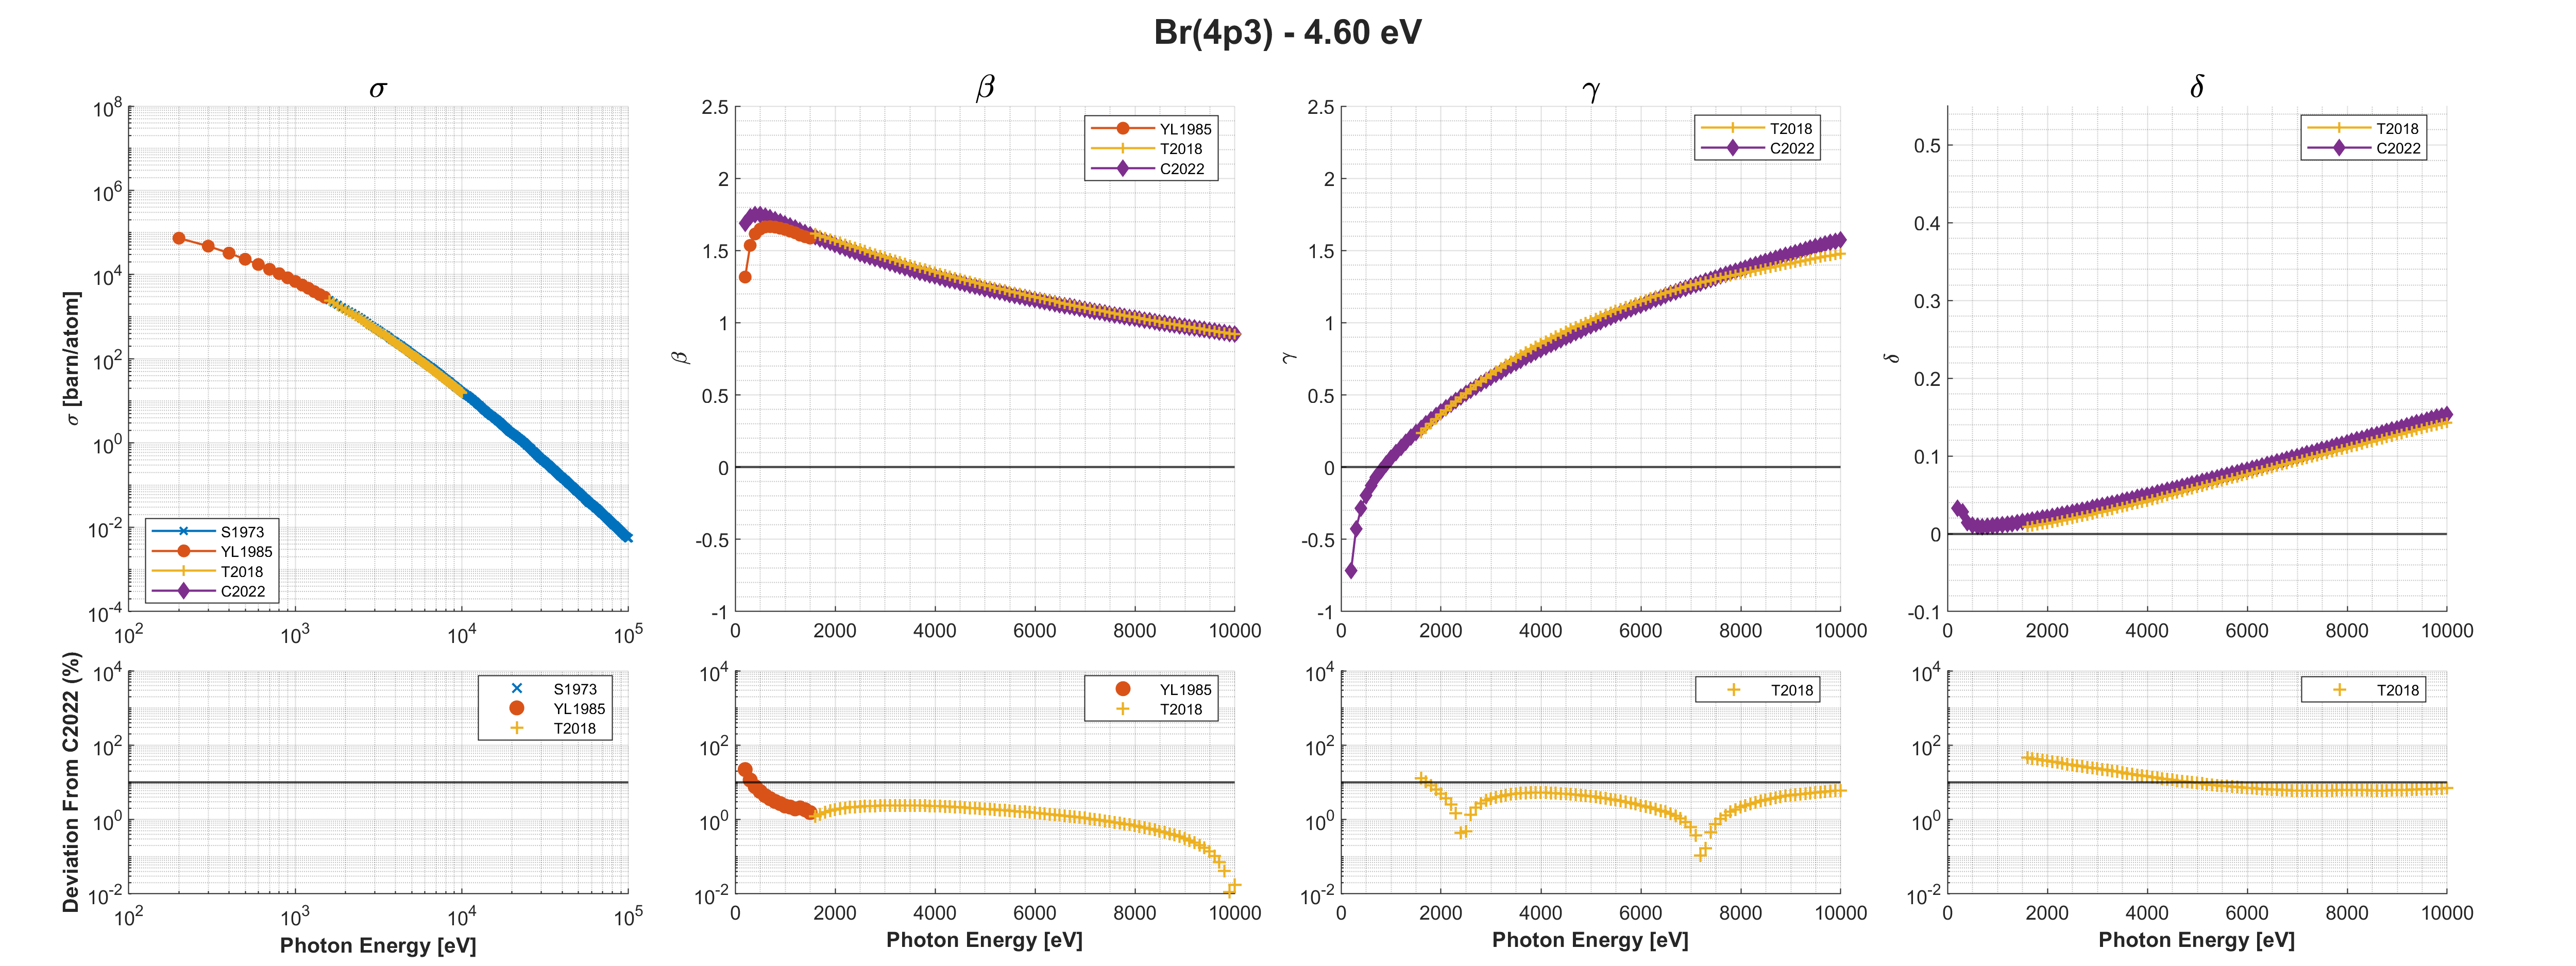 Br(4p3) - 4.60 eV
σ
σ [barn/atom]
10^8
10^6
10^4
10^2
10^0
10^-2
10^-4
10^2
10^3
10^4
10^5
S1973
YL1985
T2018
C2022
β
β
2.5
2
1.5
1
0.5
0
-0.5
-1
0
2000
4000
6000
8000
10000
YL1985
T2018
C2022
γ
γ
2.5
2
1.5
1
0.5
0
-0.5
-1
0
2000
4000
6000
8000
10000
T2018
C2022
δ
δ
0.5
0.4
0.3
0.2
0.1
0
-0.1
0
2000
4000
6000
8000
10000
T2018
C2022
Deviation From C2022 (%)
10^4
10^2
10^0
10^-2
10^2
10^3
10^4
10^5
S1973
YL1985
T2018
Photon Energy [eV]
10^4
10^2
10^0
10^-2
0
2000
4000
6000
8000
10000
YL1985
T2018
Photon Energy [eV]
10^4
10^2
10^0
10^-2
0
2000
4000
6000
8000
10000
T2018
Photon Energy [eV]
10^4
10^2
10^0
10^-2
0
2000
4000
6000
8000
10000
T2018
Photon Energy [eV]